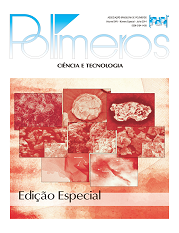 ASSOCIAÇÃO BRASILEIRA DE POLÍMEROS
Polímeros
CIÊNCIA E TECNOLOGIA
Edição Especial